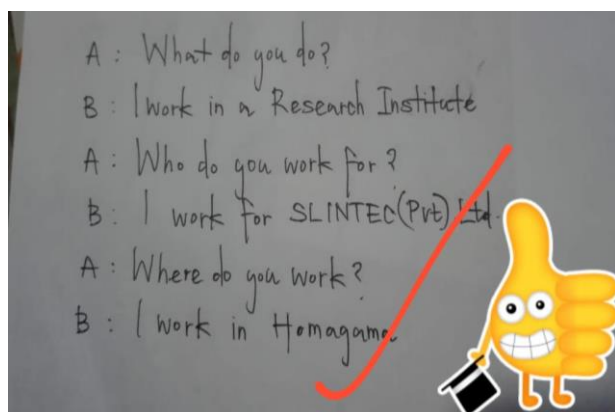 A : What do you do?
B : I work in a Research Institute
A : Who do you work for?
B : I work for SLINTEC (Pvt) Ltd.
A : Where do you work?
B : I work in Homagama